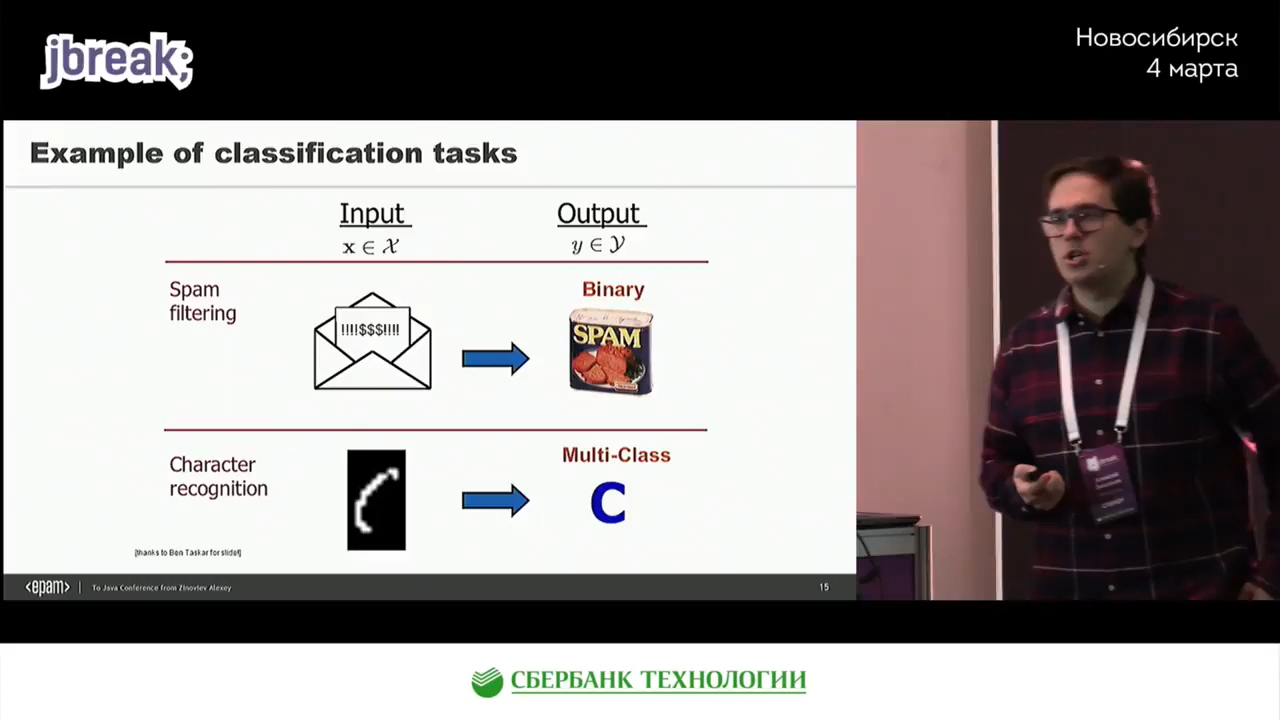 jbreak;
Новосибирск
4 марта
Example of classification tasks
Input
Output
x ∈ 𝒳
y ∈ 𝒴
Spam
filtering
!!!!$$$!!!!
Binary
SPAM
Character
recognition
Multi-Class
C
[thanks to Ben Taskar for slide!]
<epam>
To Java Conference from Zinoviev Alexey
15
СБЕРБАНК ТЕХНОЛОГИИ